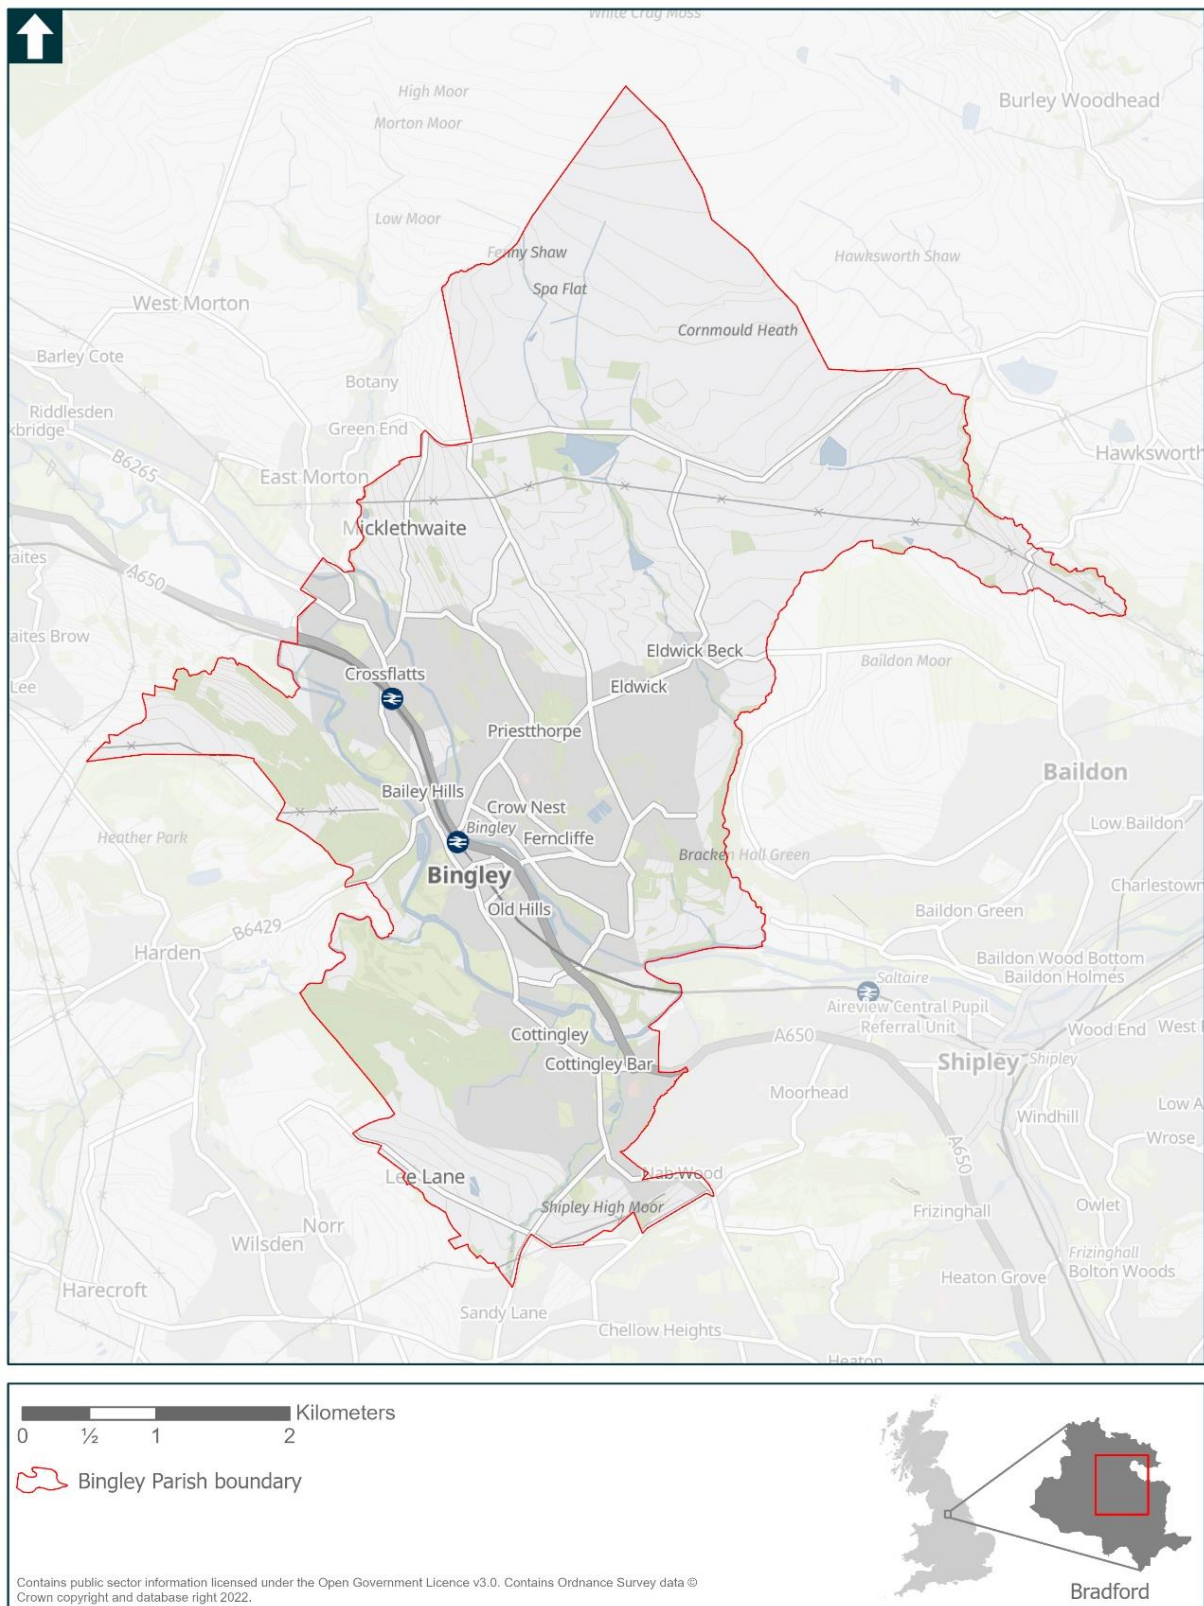 White Crag Moss
High Moor
Burley Woodhead
Morton Moor
Low Moor
Fenny Shaw
Hawksworth Shaw
Spa Flat
West Morton
Cornmould Heath
Barley Cote
Botany
Riddlesden
kbridge
Green End
B6265
East Morton
Hawksworth
Micklethwaite
aites
A650
aites Brow
Eldwick Beck
Baildon Moor
Crossflatts
Lee
Eldwick
Priestthorpe
Baildon
Bailey Hills
Crow Nest
Bingley
Low Baildon
Heather Park
Ferncliffe
Bracken Hall Green
Bingley
Charlestown
Old Hills
Baildon Green
B6429
Harden
Baildon Wood Bottom
Saltaire
Baildon Holmes
Aireview Central Pupil
Referral Unit
Cottingley
A650
Wood End
Cottingley Bar
Shipley
Shipley
Moorhead
Low A
Windhill
Wrose
A650
Lee Lane
Nab Wood
Shipley High Moor
Owlet
Frizinghall
Norr
Wilsden
Frizinghall
Bolton Woods
Heaton Grove
Harecroft
Sandy Lane
Chellow Heights
Heaton
Kilometers
0 ½ 1 2
Bingley Parish boundary
Bradford
Contains public sector information licensed under the Open Government Licence v3.0. Contains Ordnance Survey data ©
Crown copyright and database right 2022.